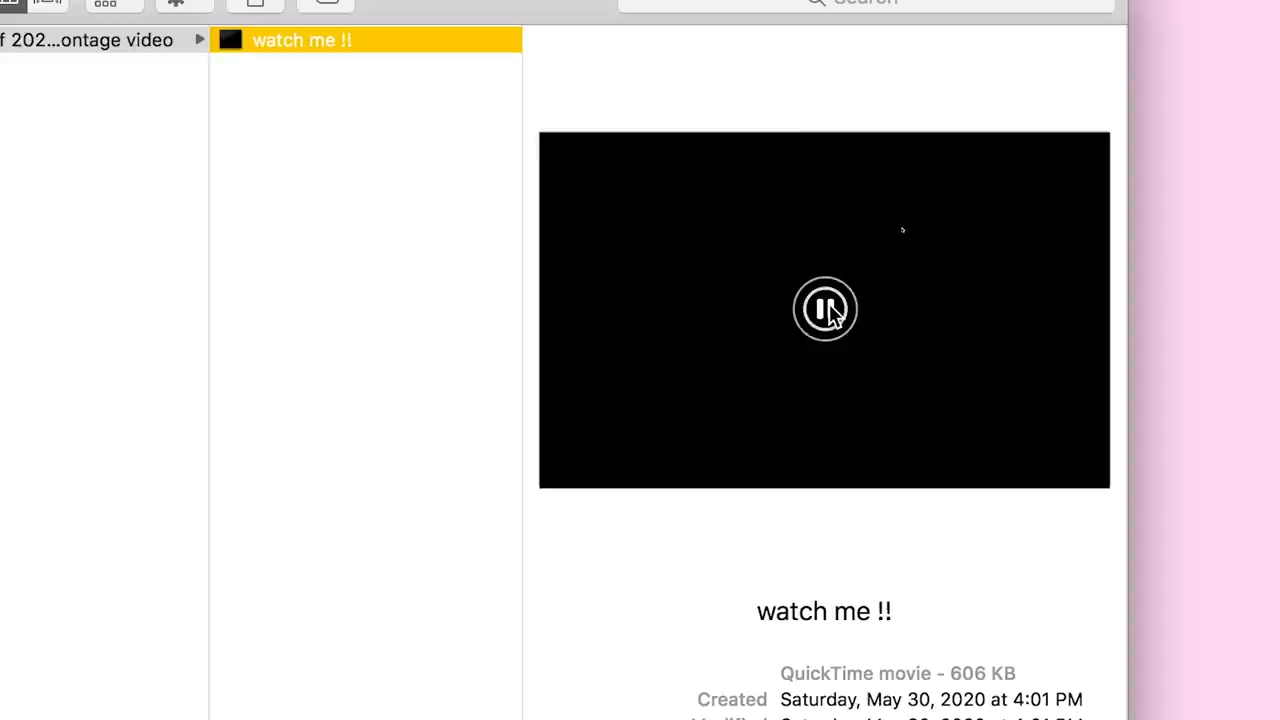 Search
f 202...ontage video
watch me !!
watch me !!
QuickTime movie - 606 KB
Created Saturday, May 30, 2020 at 4:01 PM